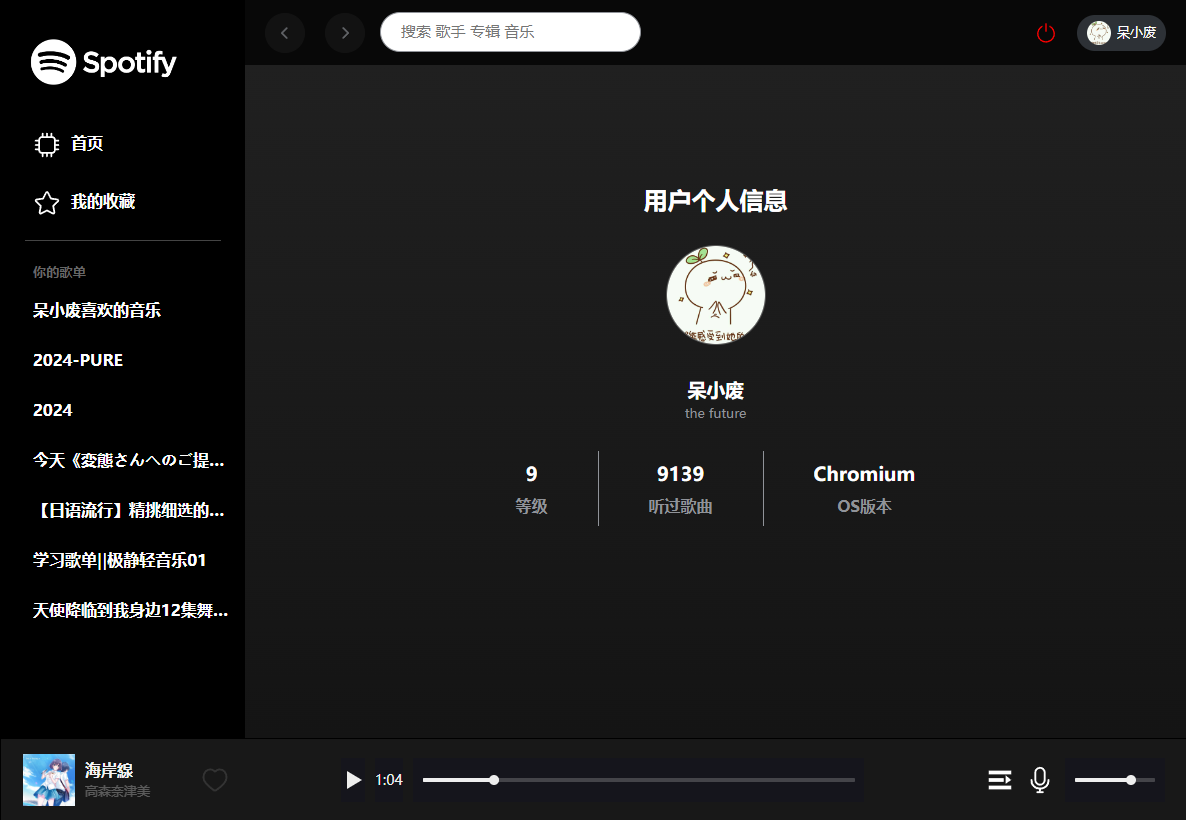 Spotify
首页
我的收藏
你的歌单
呆小废喜欢的音乐
2024-PURE
2024
今天《变態さんへのご提...
【日语流行】精挑细选的...
学习歌单||极静轻音乐01
天使降临到我身边12集舞...
搜索 歌手 专辑 音乐
呆小废
用户个人信息
呆小废
the future
9
等级
9139
听过歌曲
Chromium
OS版本
海岸線
高森奈津美
1:04